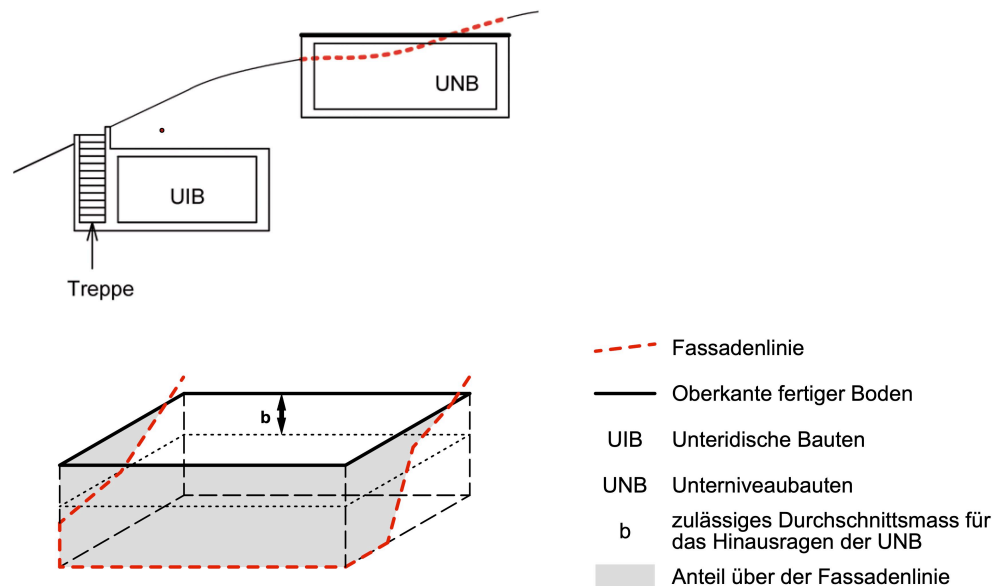 UNB
UIB
Treppe
b
Fassadenlinie
Oberkante fertiger Boden
UIB Unteridische Bauten
UNB Unterniveaubauten
b zulässiges Durchschnittsmass für
das Hinausragen der UNB
Anteil über der Fassadenlinie